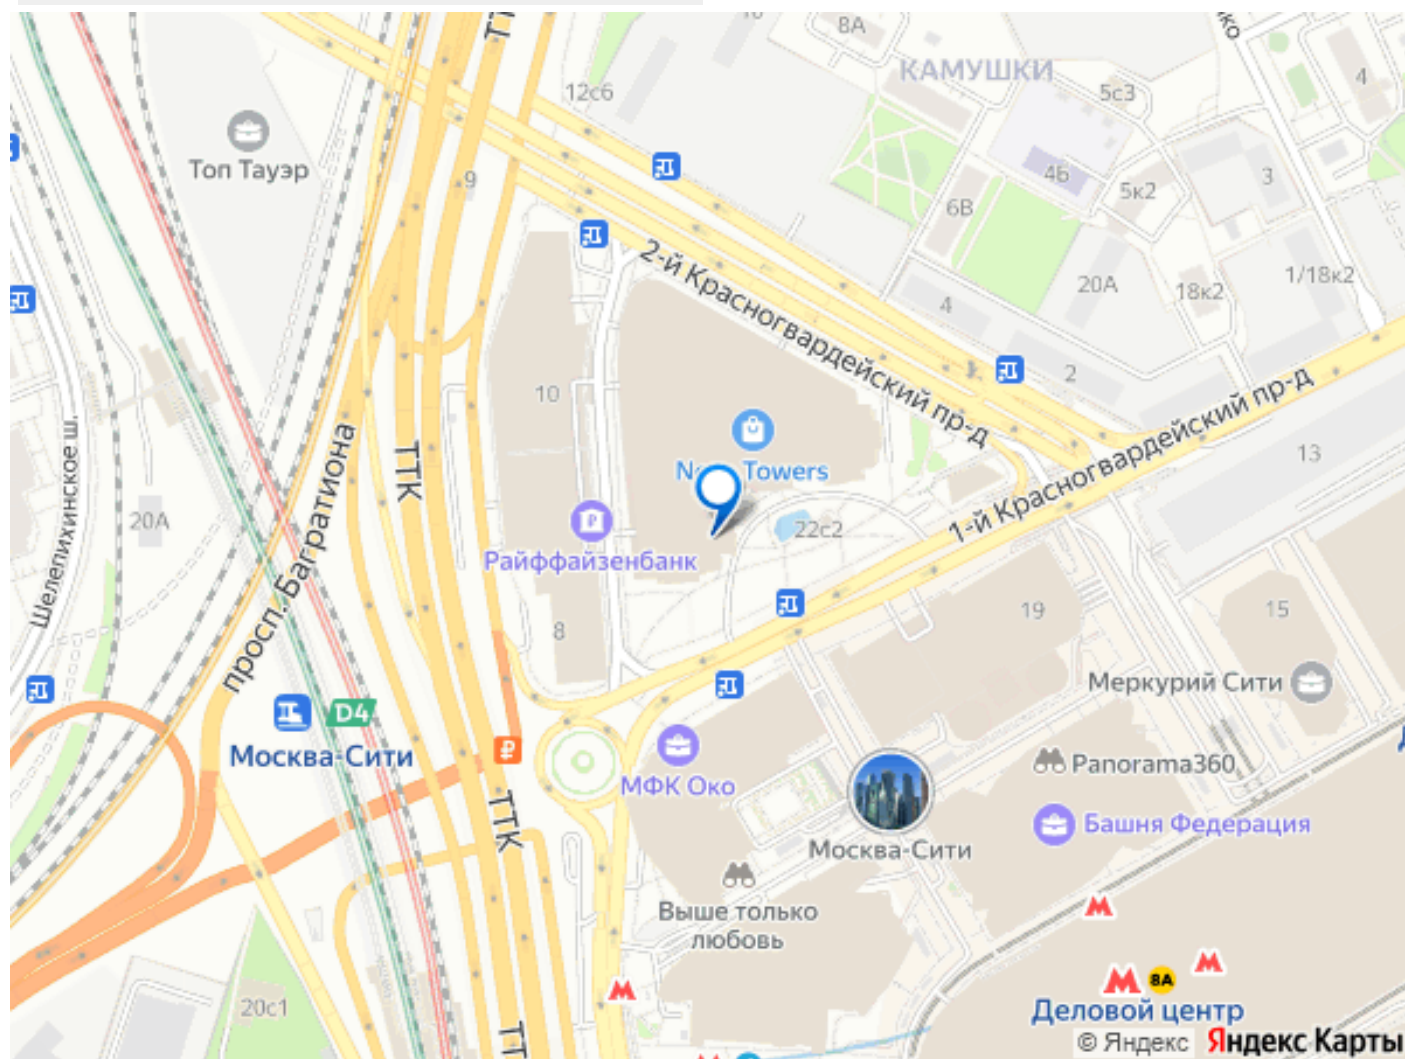 8А
КАМУШКИ
12с6
5с3
4
Топ Тауэр
9
4б
5к2
3
6В
2-й Красногвардейский пр-д
20А
18к2
1/18к2
4
2
10
1-й Красногвардейский пр-д
ТТК
Towers
13
Шелепихинское ш.
20А
просп. Багратиона
22с2
Райффайзенбанк
8
19
15
Меркурий Сити
D4
Москва-Сити
МФК Око
Panorama360
Башня Федерация
ТТК
Москва-Сити
Выше только
любовь
20с1
8А
Деловой центр
ТТК
© Яндекс Яндекс Карты